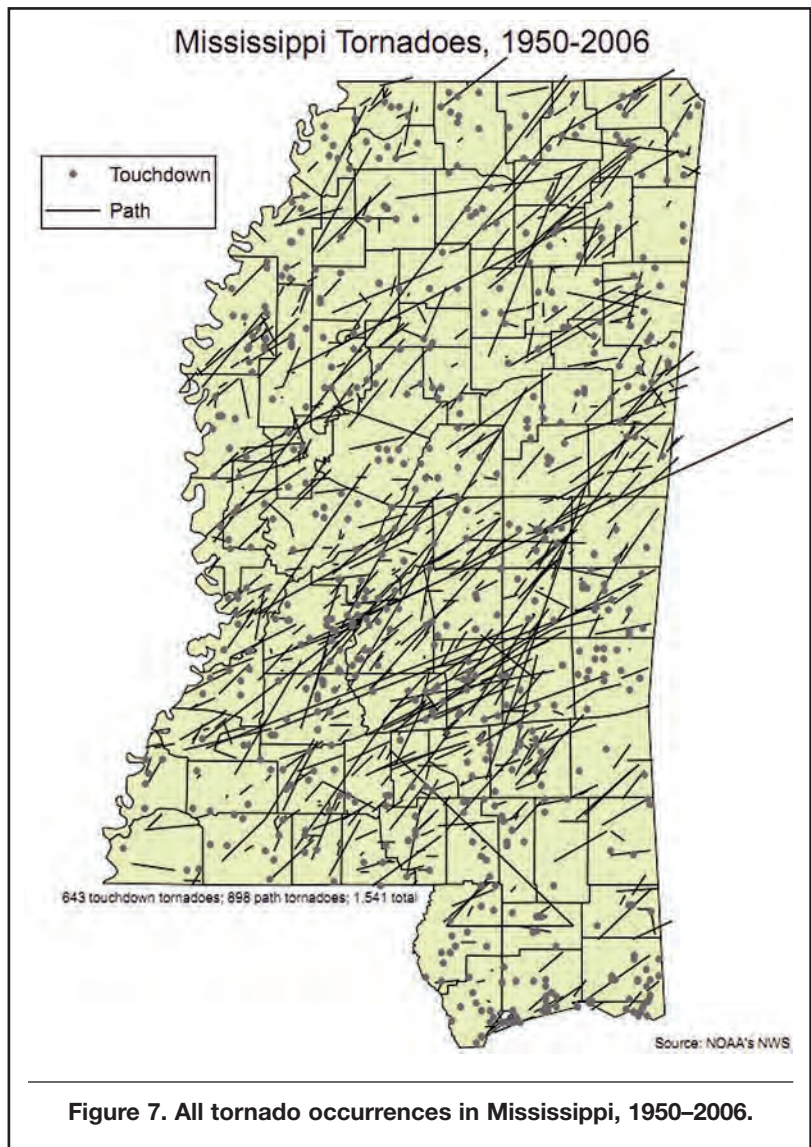 Mississippi Tornadoes, 1950-2006
Touchdown
Path
643 touchdown tornadoes; 898 path tornadoes; 1,541 total
Source: NOAA's NWS
Figure 7. All tornado occurrences in Mississippi, 1950–2006.